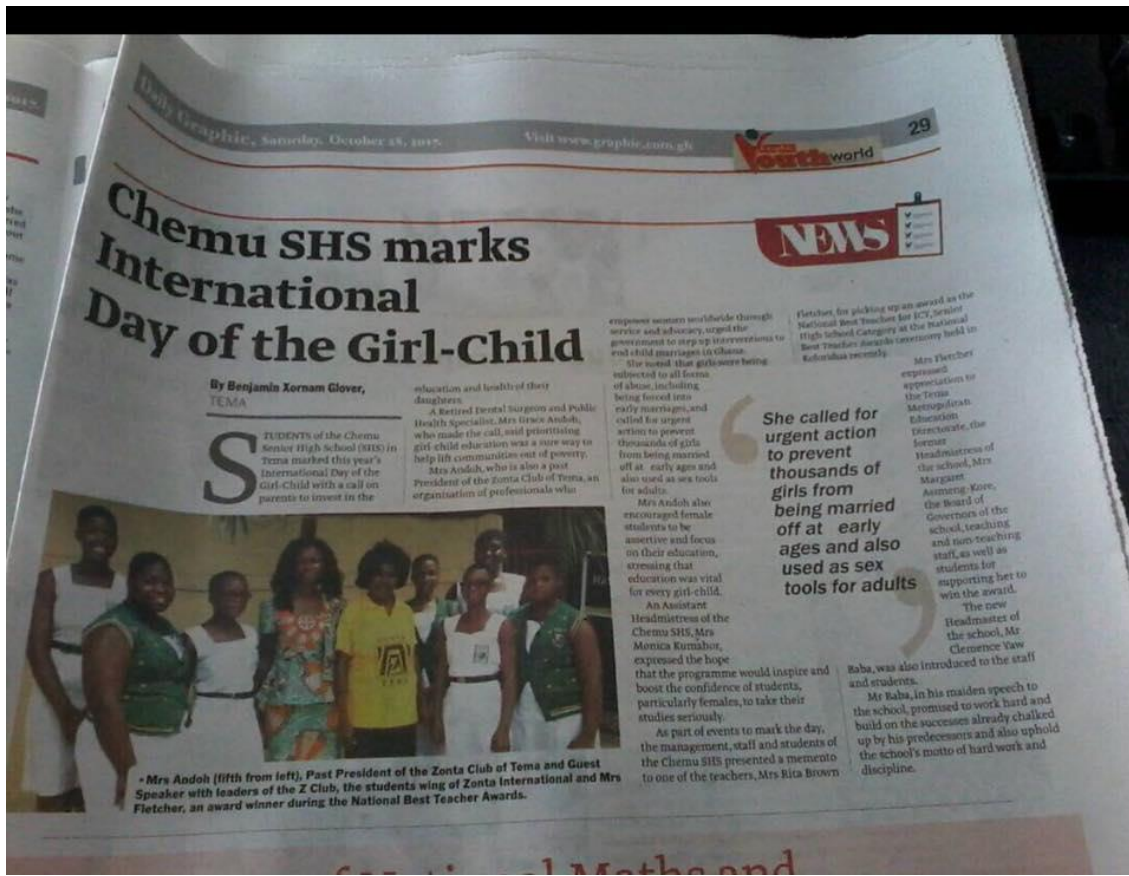 Daily Graphic, Saturday, October 28, 2017.
Visit www.graphic.com.gh
Youth world
29
NEWS
Chemu SHS marks
International
Day of the Girl-Child
By Benjamin Xornam Glover,
TEMA
STUDENTS of the Chemu
Senior High School (SHS) in
Tema marked this year's
International Day of the
Girl-Child with a call on
parents to invest in the
education and health of their
daughters.
A Retired Dental Surgeon and Public
Health Specialist, Mrs Grace Andoh,
who made the call, said prioritising
girl-child education was a sure way to
help lift communities out of poverty.
Mrs Andoh, who is also a past
President of the Zonta Club of Tema, an
organisation of professionals who
empower women worldwide through
service and advocacy, urged the
government to step up interventions to
end child marriages in Ghana.
She noted that girls were being
subjected to all forms
of abuse, including
being forced into
early marriages, and
called for urgent
action to prevent
thousands of girls
from being married
off at early ages and
also used as sex tools
for adults.
Mrs Andoh also
encouraged female
students to be
assertive and focus
on their education,
stressing that
education was vital
for every girl-child.
An Assistant
Headmistress of the
Chemu SHS, Mrs
Monica Kumahor,
expressed the hope
that the programme would inspire and
boost the confidence of students,
particularly females, to take their
studies seriously.
As part of events to mark the day,
the management, staff and students of
the Chemu SHS presented a memento
to one of the teachers, Mrs Rita Brown
Fletcher, for picking up an award as the
National Best Teacher for ICT, Senior
High School Category at the National
Best Teacher Awards ceremony held in
Koforidua recently.
Mrs Fletcher
expressed
appreciation to
the Tema
Metropolitan
Education
Directorate, the
former
Headmistress of
the school, Mrs
Margaret
Asimeng-Kore,
the Board of
Governors of the
school, teaching
and non-teaching
staff, as well as
students for
supporting her to
win the award.
The new
Headmaster of
the school, Mr
Clemence Yaw
Baba, was also introduced to the staff
and students.
Mr Baba, in his maiden speech to
the school, promised to work hard and
build on the successes already chalked
up by his predecessors and also uphold
the school's motto of hard work and
discipline.
She called for
urgent action
to prevent
thousands of
girls from
being married
off at early
ages and also
used as sex
tools for adults
• Mrs Andoh (fifth from left), Past President of the Zonta Club of Tema and Guest
Speaker with leaders of the Z Club, the students wing of Zonta International and Mrs
Fletcher, an award winner during the National Best Teacher Awards.
Maths and